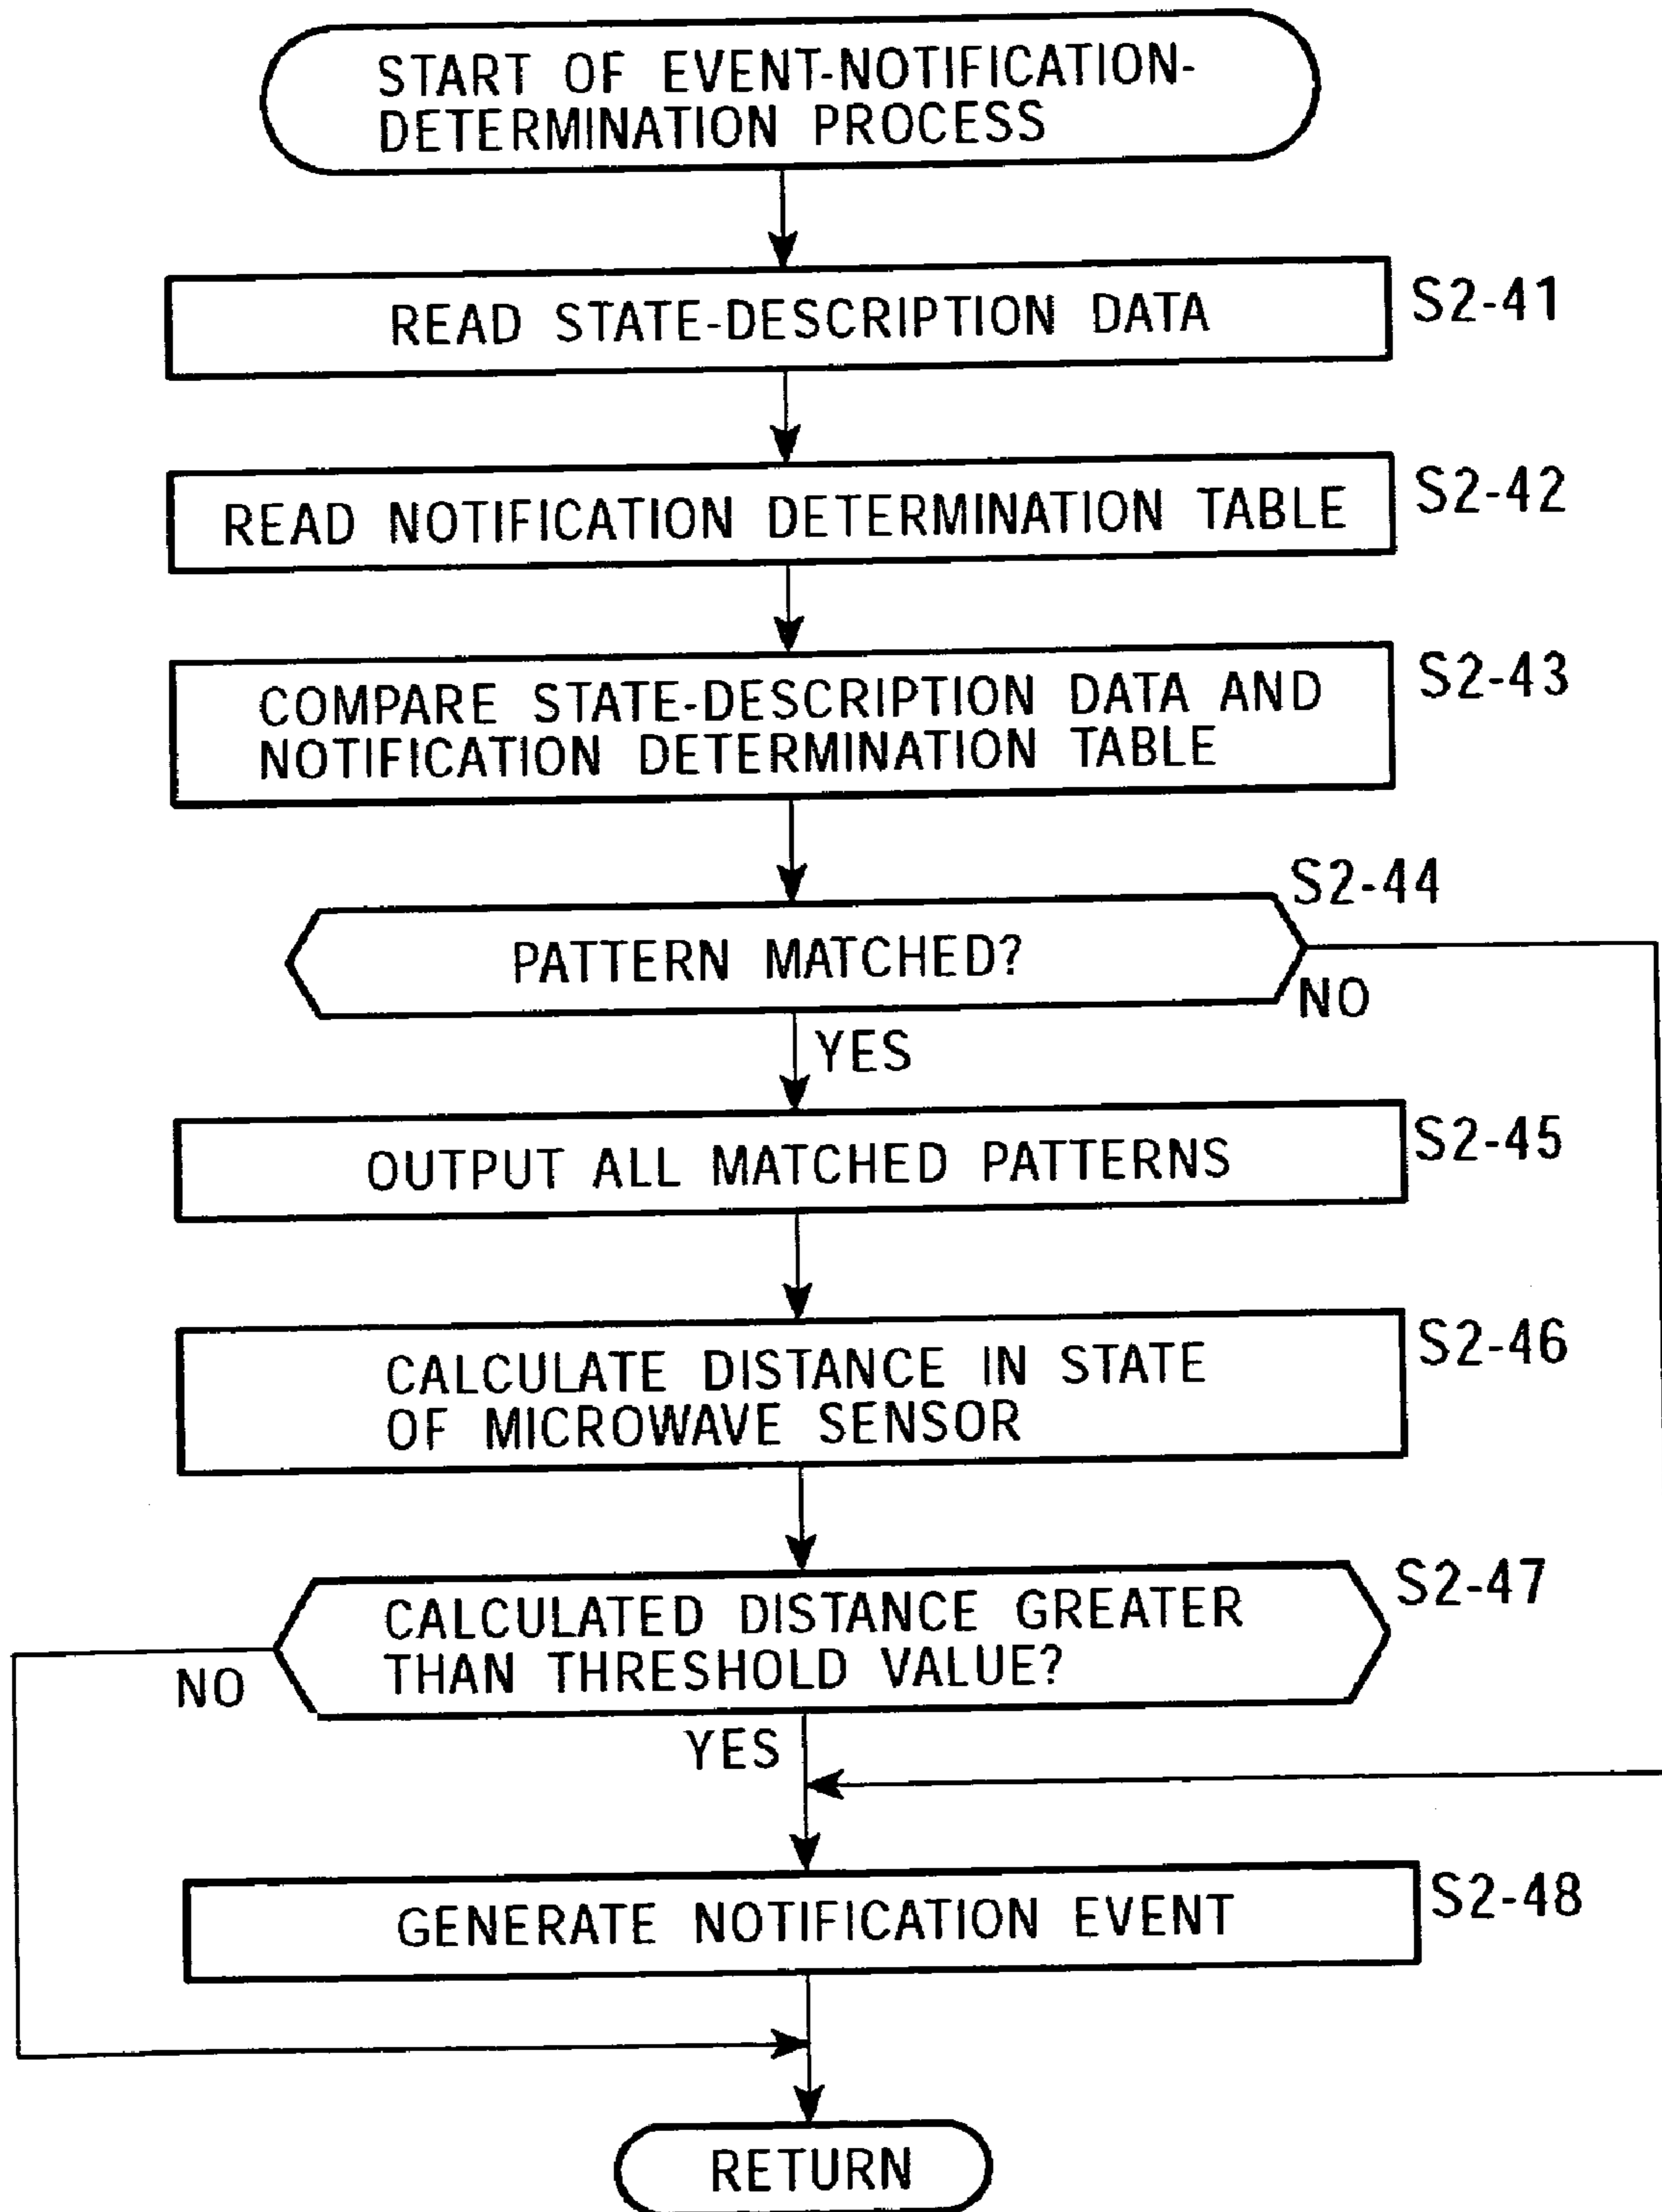 START OF EVENT-NOTIFICATION-
DETERMINATION PROCESS
READ STATE-DESCRIPTION DATA
S2-41
READ NOTIFICATION DETERMINATION TABLE
S2-42
COMPARE STATE-DESCRIPTION DATA AND
NOTIFICATION DETERMINATION TABLE
S2-43
S2-44
PATTERN MATCHED?
NO
YES
OUTPUT ALL MATCHED PATTERNS
S2-45
CALCULATE DISTANCE IN STATE
OF MICROWAVE SENSOR
S2-46
CALCULATED DISTANCE GREATER
THAN THRESHOLD VALUE?
S2-47
NO
YES
GENERATE NOTIFICATION EVENT
S2-48
RETURN